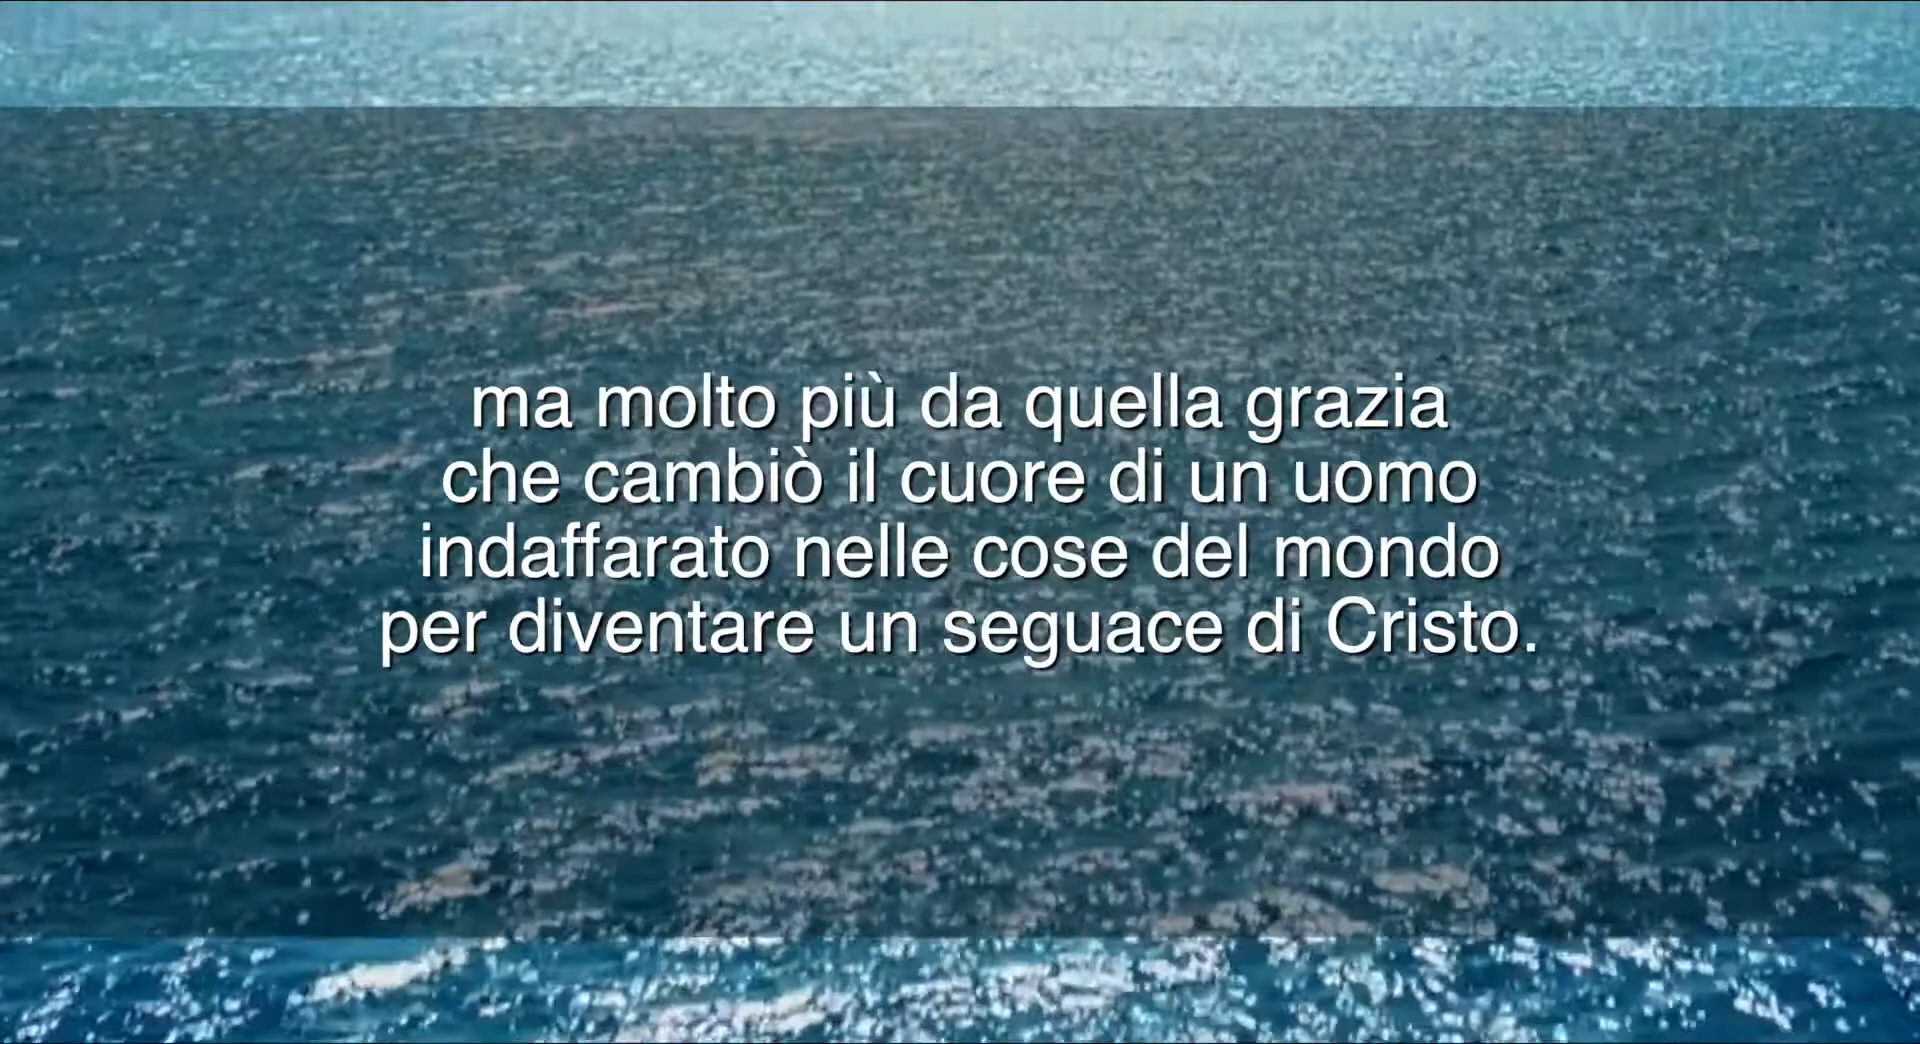 ma molto più da quella grazia
che cambiò il cuore di un uomo
indaffarato nelle cose del mondo
per diventare un seguace di Cristo.